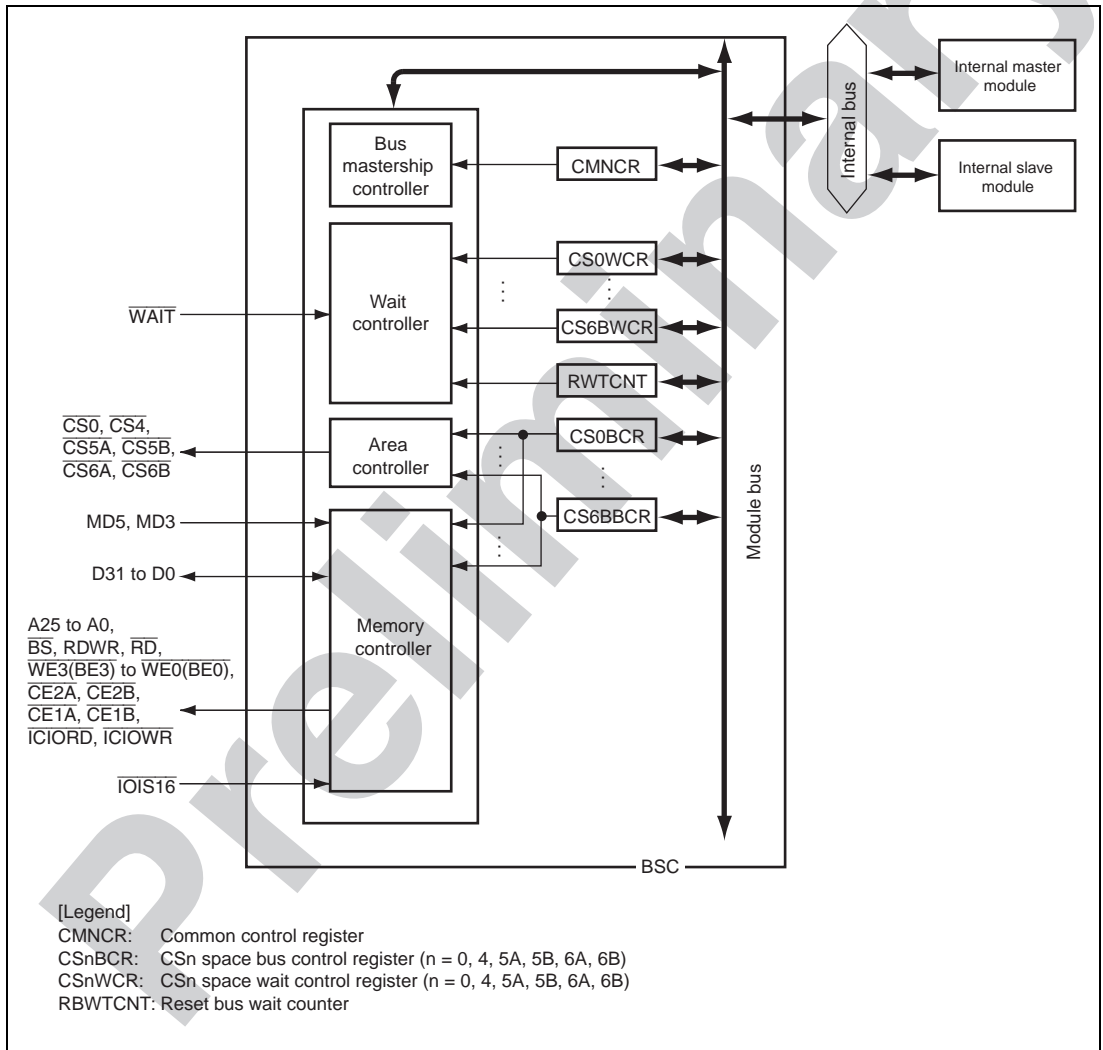 Preliminary
Bus
mastership
controller
CMNCR
Internal bus
Internal master
module
Internal slave
module
WAIT
Wait
controller
CS0WCR
CS6BWCR
RWTCNT
CS0, CS4,
CS5A, CS5B,
CS6A, CS6B
Area
controller
CS0BCR
CS6BBCR
Module bus
MD5, MD3
D31 to D0
A25 to A0,
BS, RDWR, RD,
WE3(BE3) to WE0(BE0),
CE2A, CE2B,
CE1A, CE1B,
ICIORD, ICIOWR
Memory
controller
IOIS16
BSC
[Legend]
CMNCR: Common control register
CSnBCR: CSn space bus control register (n = 0, 4, 5A, 5B, 6A, 6B)
CSnWCR: CSn space wait control register (n = 0, 4, 5A, 5B, 6A, 6B)
RBWTCNT: Reset bus wait counter